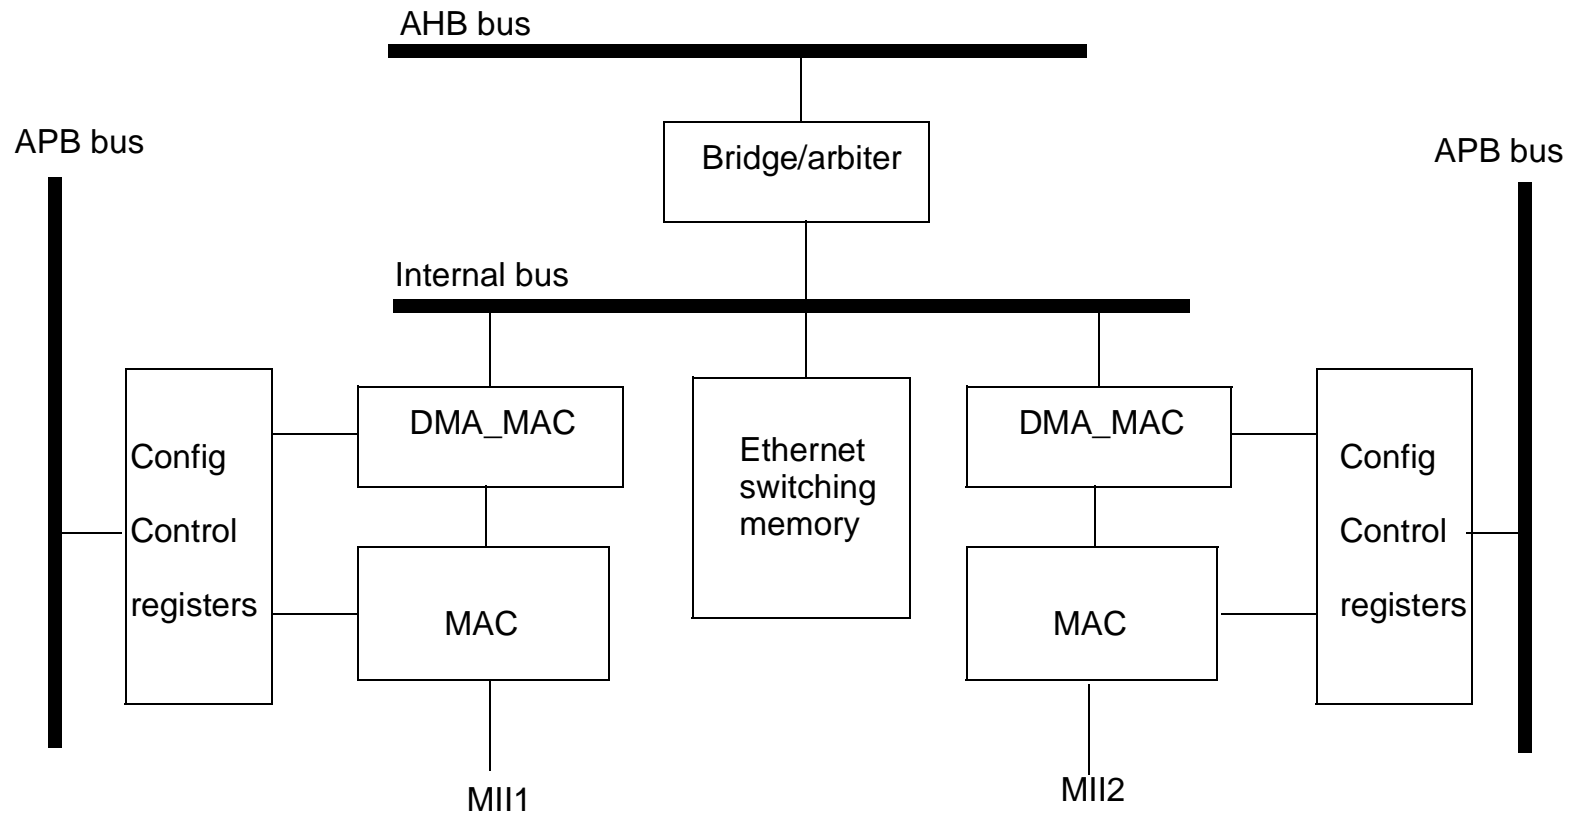 AHB bus
APB bus
Bridge/arbiter
APB bus
Internal bus
DMA_MAC
DMA_MAC
Config
Control
registers
Ethernet
switching
memory
Config
Control
registers
MAC
MAC
MII1
MII2